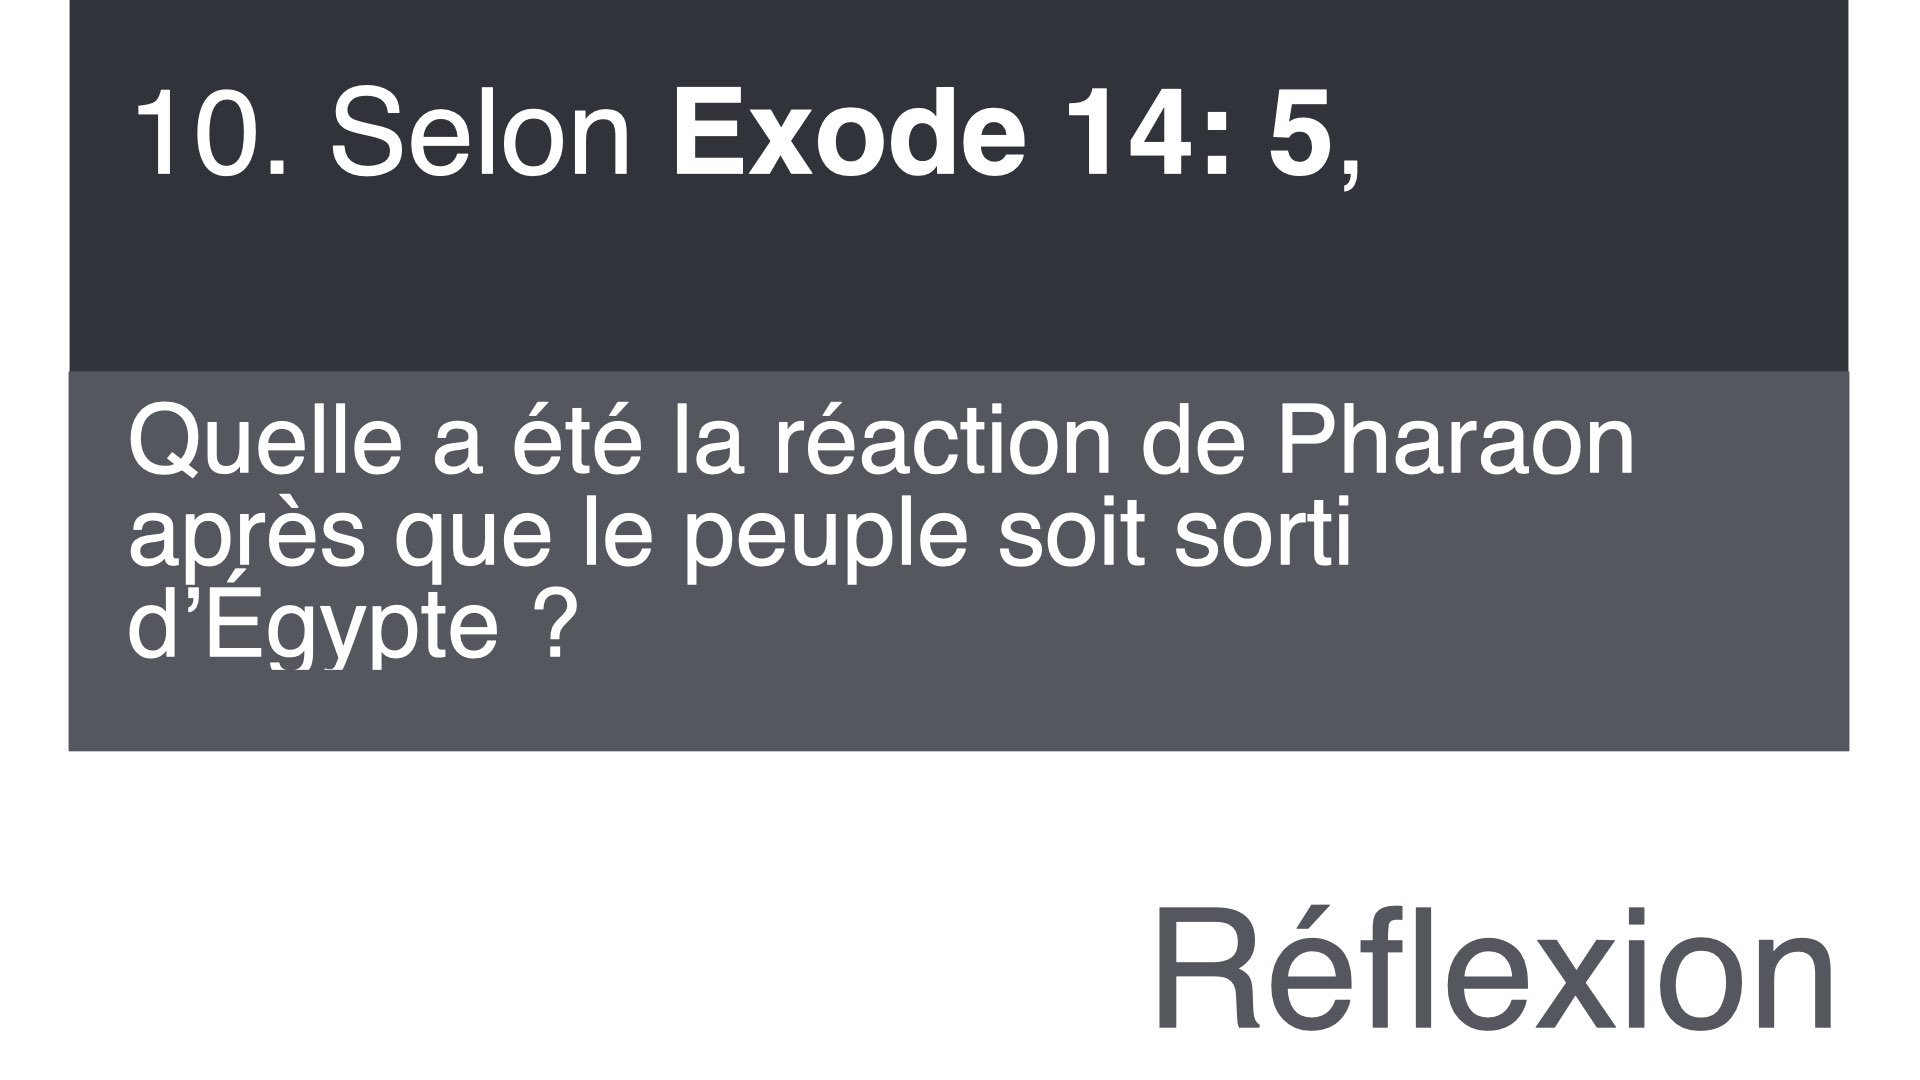 10. Selon Exode 14: 5,
Quelle a été la réaction de Pharaon
après que le peuple soit sorti
d’Égypte ?
Réflexion